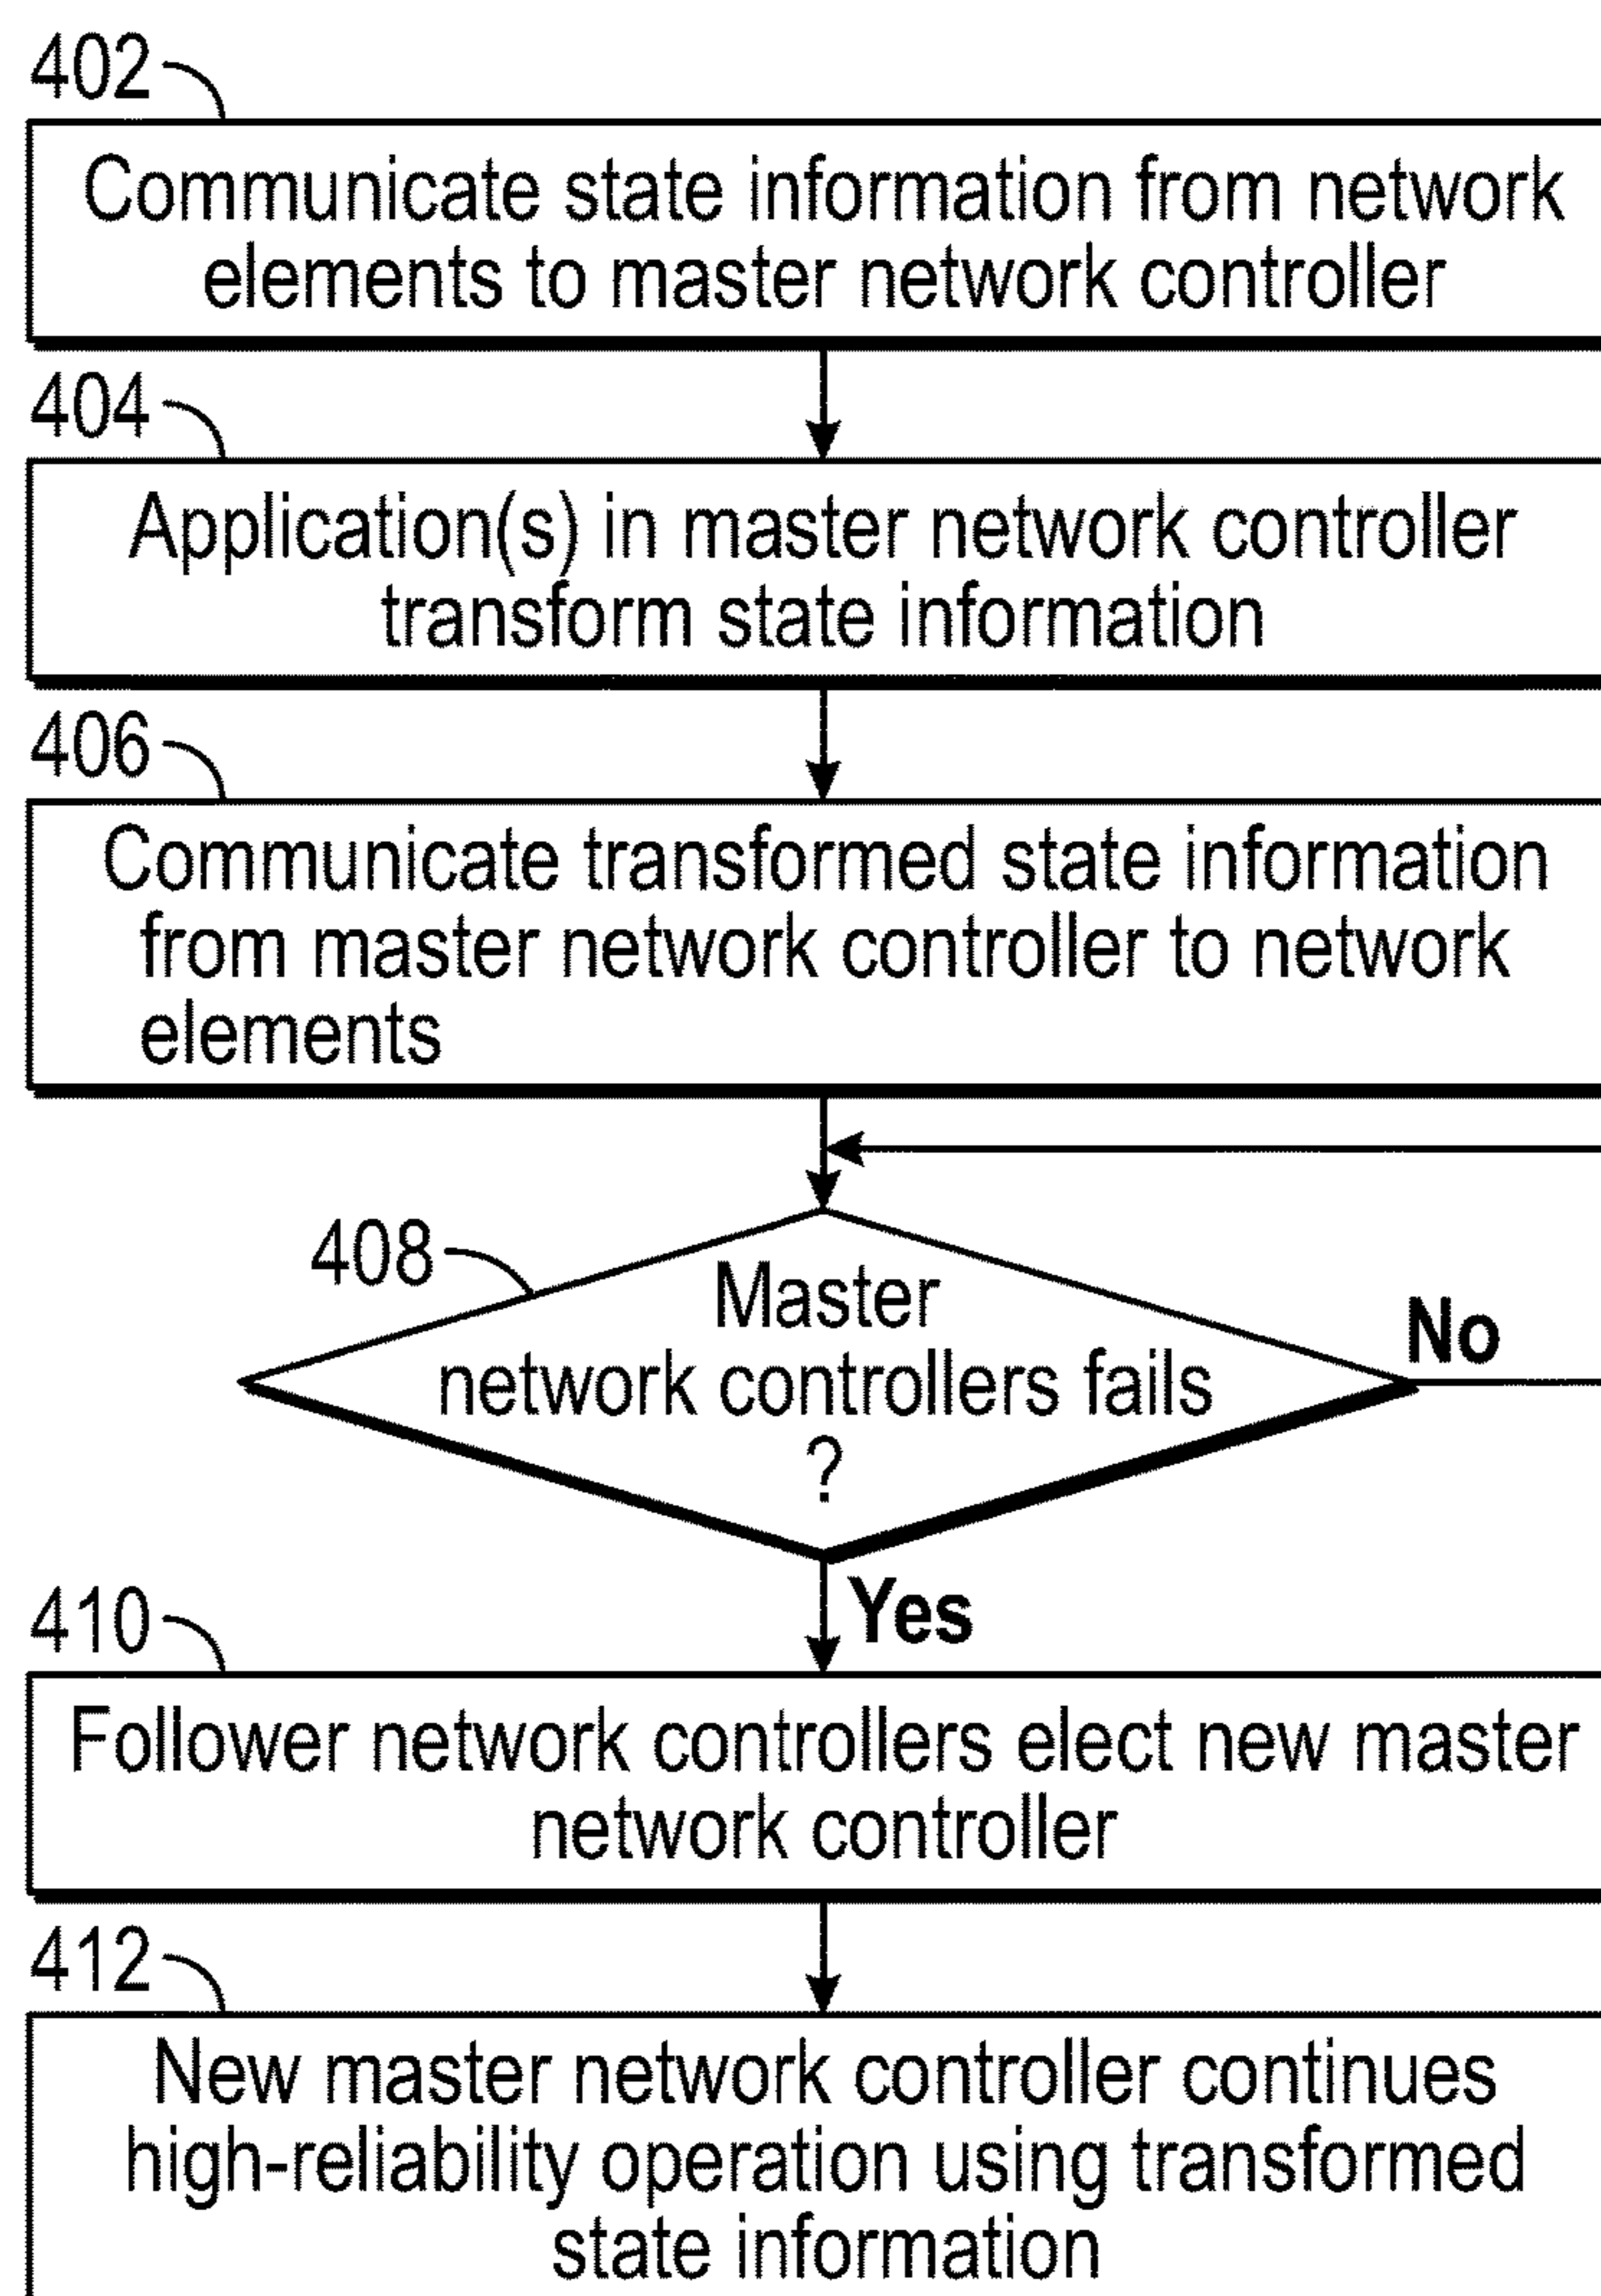 402
Communicate state information from network
elements to master network controller
404
Application(s) in master network controller
transform state information
406
Communicate transformed state information
from master network controller to network
elements
408
Master
network controllers fails
?
No
Yes
410
Follower network controllers elect new master
network controller
412
New master network controller continues
high-reliability operation using transformed
state information